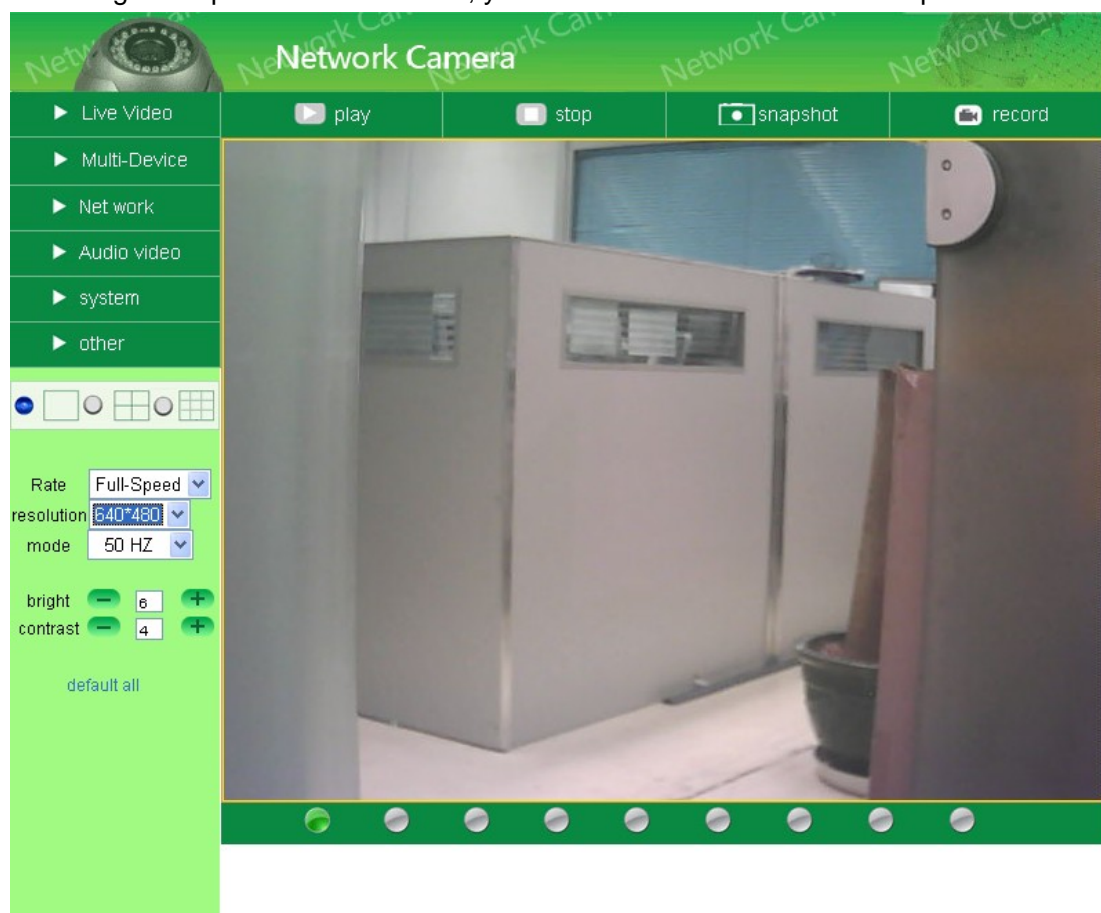 Network Camera
Live Video
Multi-Device
Net work
Audio video
system
other
play
stop
snapshot
record
Rate Full-Speed
resolution 640*480
mode 50 HZ
bright 6
contrast 4
default all